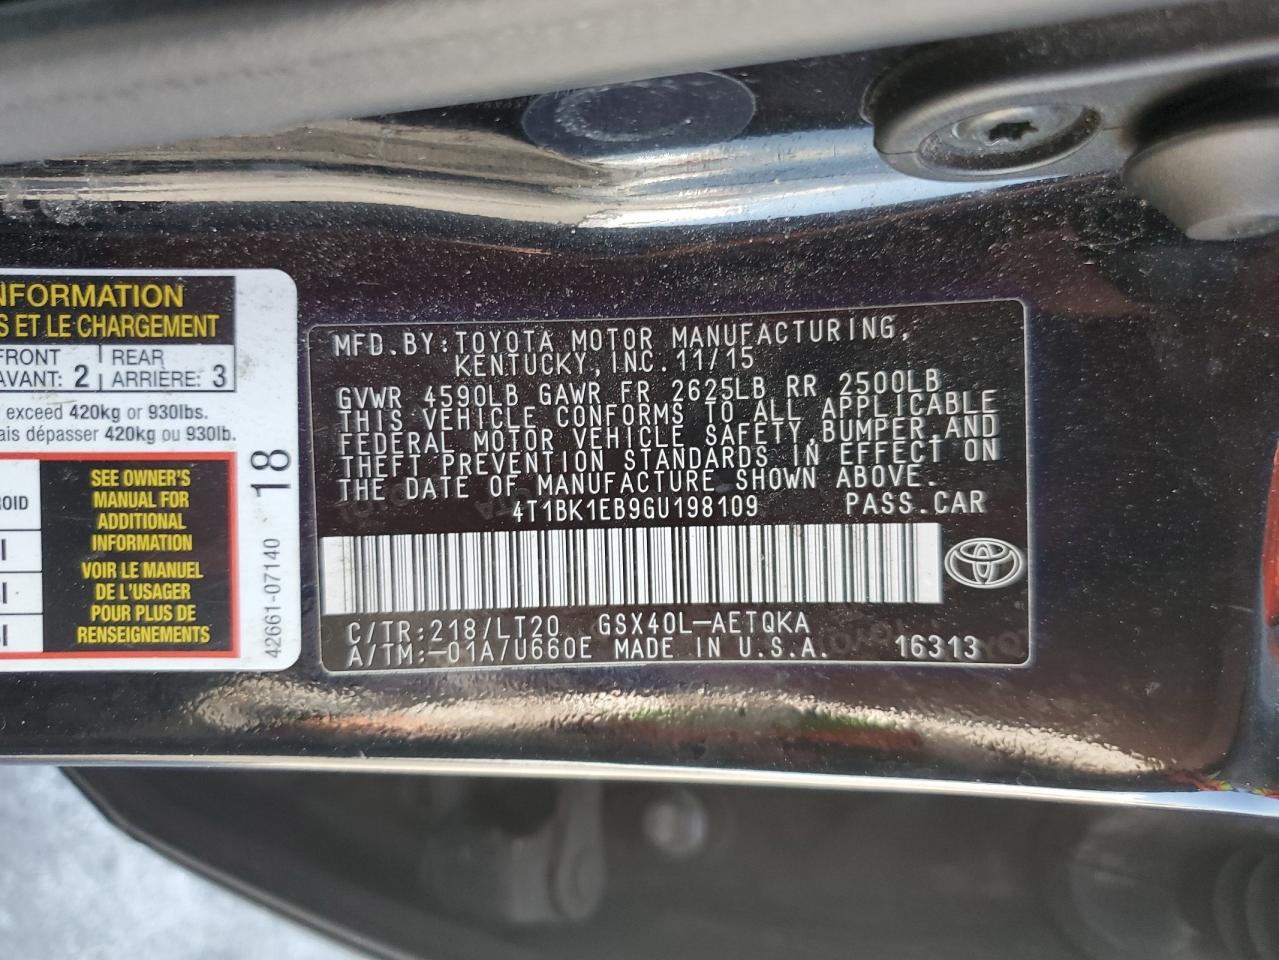 NFORMATION
S ET LE CHARGEMENT
FRONT
AVANT: 2
REAR
ARRIÈRE: 3
exceed 420kg or 930lbs.
ais dépasser 420kg ou 930lb.
SEE OWNER'S
MANUAL FOR
ADDITIONAL
INFORMATION
VOIR LE MANUEL
DE L'USAGER
POUR PLUS DE
RENSEIGNEMENTS
18
42661-07140
MFD.BY:TOYOTA MOTOR MANUFACTURING,
KENTUCKY,INC.11/15
GVWR 4590LB GAWR FR 2625LB RR 2500LB
THIS VEHICLE CONFORMS TO ALL APPLICABLE
FEDERAL MOTOR VEHICLE SAFETY,BUMPER,AND
THEFT PREVENTION STANDARDS IN EFFECT ON
THE DATE OF MANUFACTURE SHOWN ABOVE.
4T1BK1EB9GU198109 PASS.CAR
C/TR:218/LT20 GSX40L-AETQKA
A/TM:-01A/U660E MADE IN U.S.A. 16313